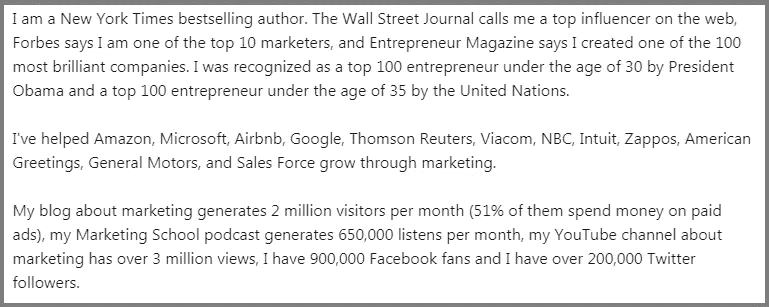 I am a New York Times bestselling author. The Wall Street Journal calls me a top influencer on the web,
Forbes says I am one of the top 10 marketers, and Entrepreneur Magazine says I created one of the 100
most brilliant companies. I was recognized as a top 100 entrepreneur under the age of 30 by President
Obama and a top 100 entrepreneur under the age of 35 by the United Nations.
I've helped Amazon, Microsoft, Airbnb, Google, Thomson Reuters, Viacom, NBC, Intuit, Zappos, American
Greetings, General Motors, and Sales Force grow through marketing.
My blog about marketing generates 2 million visitors per month (51% of them spend money on paid
ads), my Marketing School podcast generates 650,000 listens per month, my YouTube channel about
marketing has over 3 million views, I have 900,000 Facebook fans and I have over 200,000 Twitter
followers.